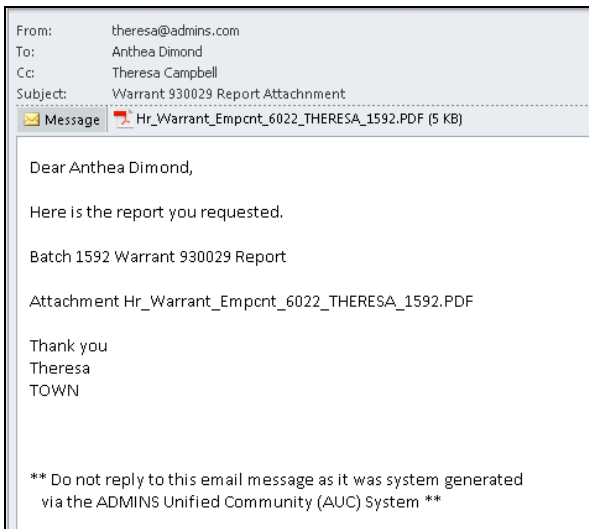 From: theresa@admins.com
To: Anthea Dimond
Cc: Theresa Campbell
Subject: Warrant 930029 Report Attachnment
Message Hr_Warrant_Empcnt_6022_THERESA_1592.PDF (5 KB)
Dear Anthea Dimond,
Here is the report you requested.
Batch 1592 Warrant 930029 Report
Attachment Hr_Warrant_Empcnt_6022_THERESA_1592.PDF
Thank you
Theresa
TOWN
** Do not reply to this email message as it was system generated
via the ADMINS Unified Community (AUC) System **